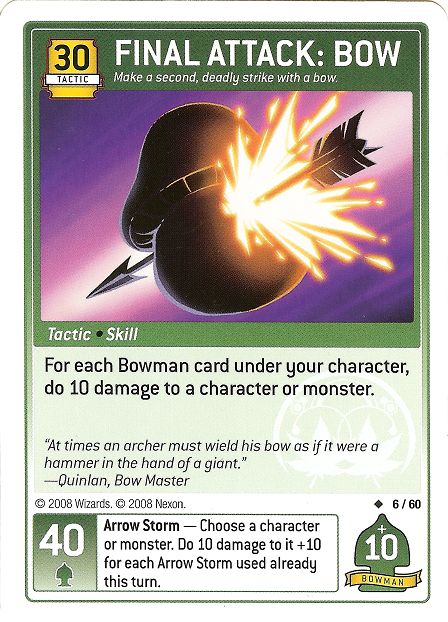 30
TACTIC
FINAL ATTACK: BOW
Make a second, deadly strike with a bow.
Tactic • Skill
For each Bowman card under your character,
do 10 damage to a character or monster.
“At times an archer must wield his bow as if it were a
hammer in the hand of a giant.”
—Quinlan, Bow Master
© 2008 Wizards. © 2008 Nexon.
◆ 6 / 60
40
Arrow Storm — Choose a character
or monster. Do 10 damage to it +10
for each Arrow Storm used already
this turn.
+
10
BOWMAN